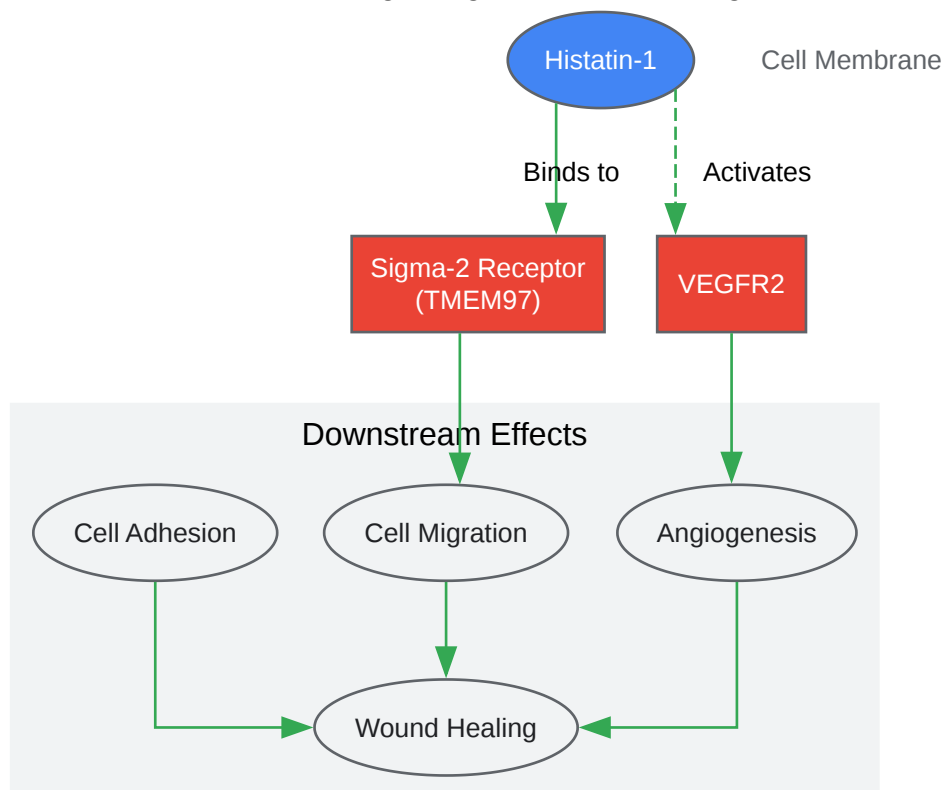 Histatin-1
Cell Membrane
Binds to
Activates
Sigma-2 Receptor
(TMEM97)
VEGFR2
Downstream Effects
Cell Adhesion
Cell Migration
Angiogenesis
Wound Healing